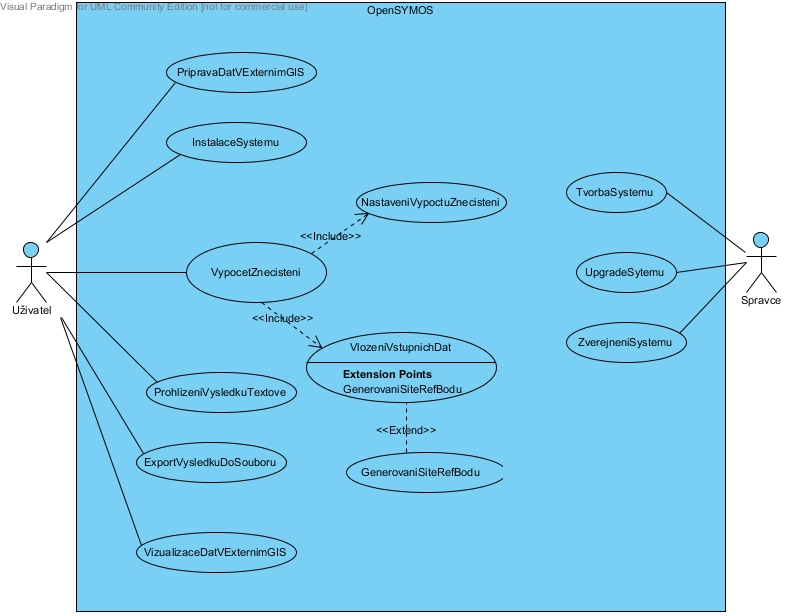 Visual Paradigm for UML Community Edition [not for commercial use]
OpenSYMOS
PripravaDatVExternimGIS
InstalaceSystemu
NastaveniVypoctuZnecisteni
TvorbaSystemu
<<Include>>
VypocetZnecisteni
UpgradeSytemu
Uživatel
Spravce
<<Include>>
VlozeniVstupnichDat
ZverejneniSystemu
Extension Points
GenerovaniSiteRefBodu
ProhlizeniVysledkuTextove
<<Extend>>
ExportVysledkuDoSouboru
GenerovaniSiteRefBodu
VizualizaceDatVExternimGIS